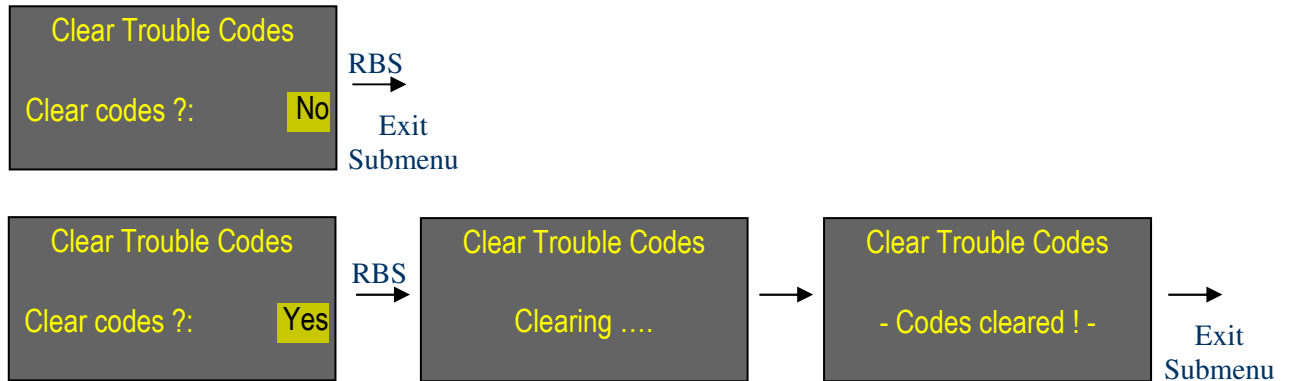 Clear Trouble Codes
Clear codes ?: No
RBS
Exit
Submenu
Clear Trouble Codes
Clear codes ?: Yes
RBS
Clear Trouble Codes
Clearing ....
Clear Trouble Codes
- Codes cleared ! -
Exit
Submenu